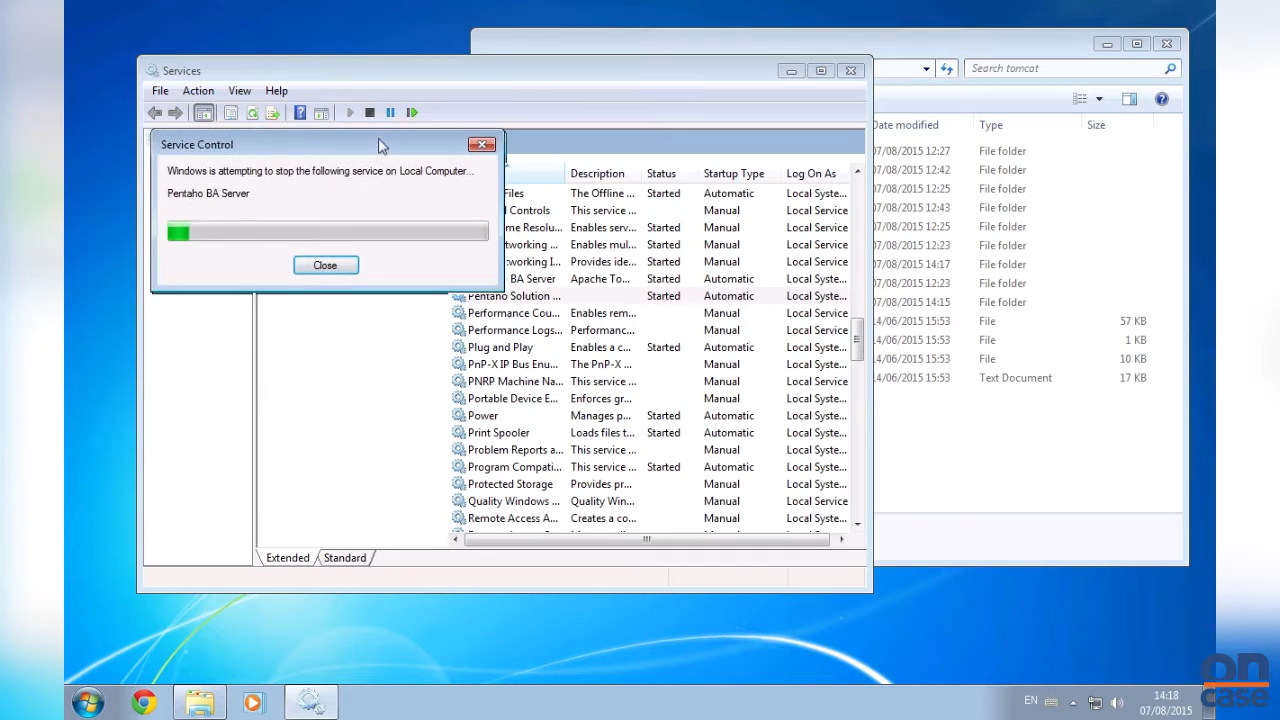 Services
Search tomcat
File Action View Help
Service Control
Windows is attempting to stop the following service on Local Computer...
Pentaho BA Server
Close
Date modified Type Size
07/08/2015 12:27 File folder
07/08/2015 12:42 File folder
07/08/2015 12:25 File folder
07/08/2015 12:43 File folder
07/08/2015 12:25 File folder
07/08/2015 12:23 File folder
07/08/2015 14:17 File folder
07/08/2015 12:23 File folder
07/08/2015 14:15 File folder
14/06/2015 15:53 File 57 KB
14/06/2015 15:53 File 1 KB
14/06/2015 15:53 File 10 KB
14/06/2015 15:53 Text Document 17 KB
Description Status Startup Type Log On As
Files The Offline ... Started Automatic Local Syste...
Controls This service ... Manual Local Service
me Resolu... Enables serv... Started Manual Local Syste...
tworking ... Enables mul... Started Manual Local Service
tworking I... Provides ide... Started Manual Local Service
BA Server Apache To... Started Automatic Local Syste...
Pentaho Solution ... Started Automatic Local Syste...
Performance Cou... Enables rem... Manual Local Service
Performance Logs... Performanc... Manual Local Service
Plug and Play Enables a c... Started Automatic Local Syste...
PnP-X IP Bus Enu... The PnP-X ... Manual Local Syste...
PNRP Machine Na... This service ... Manual Local Service
Portable Device E... Enforces gr... Manual Local Syste...
Power Manages p... Started Automatic Local Syste...
Print Spooler Loads files t... Started Automatic Local Syste...
Problem Reports a... This service ... Manual Local Syste...
Program Compati... This service ... Started Automatic Local Syste...
Protected Storage Provides pr... Manual Local Syste...
Quality Windows ... Quality Win... Manual Local Service
Remote Access A... Creates a co... Manual Local Syste...
Extended Standard
EN
14:18
07/08/2015
on
case